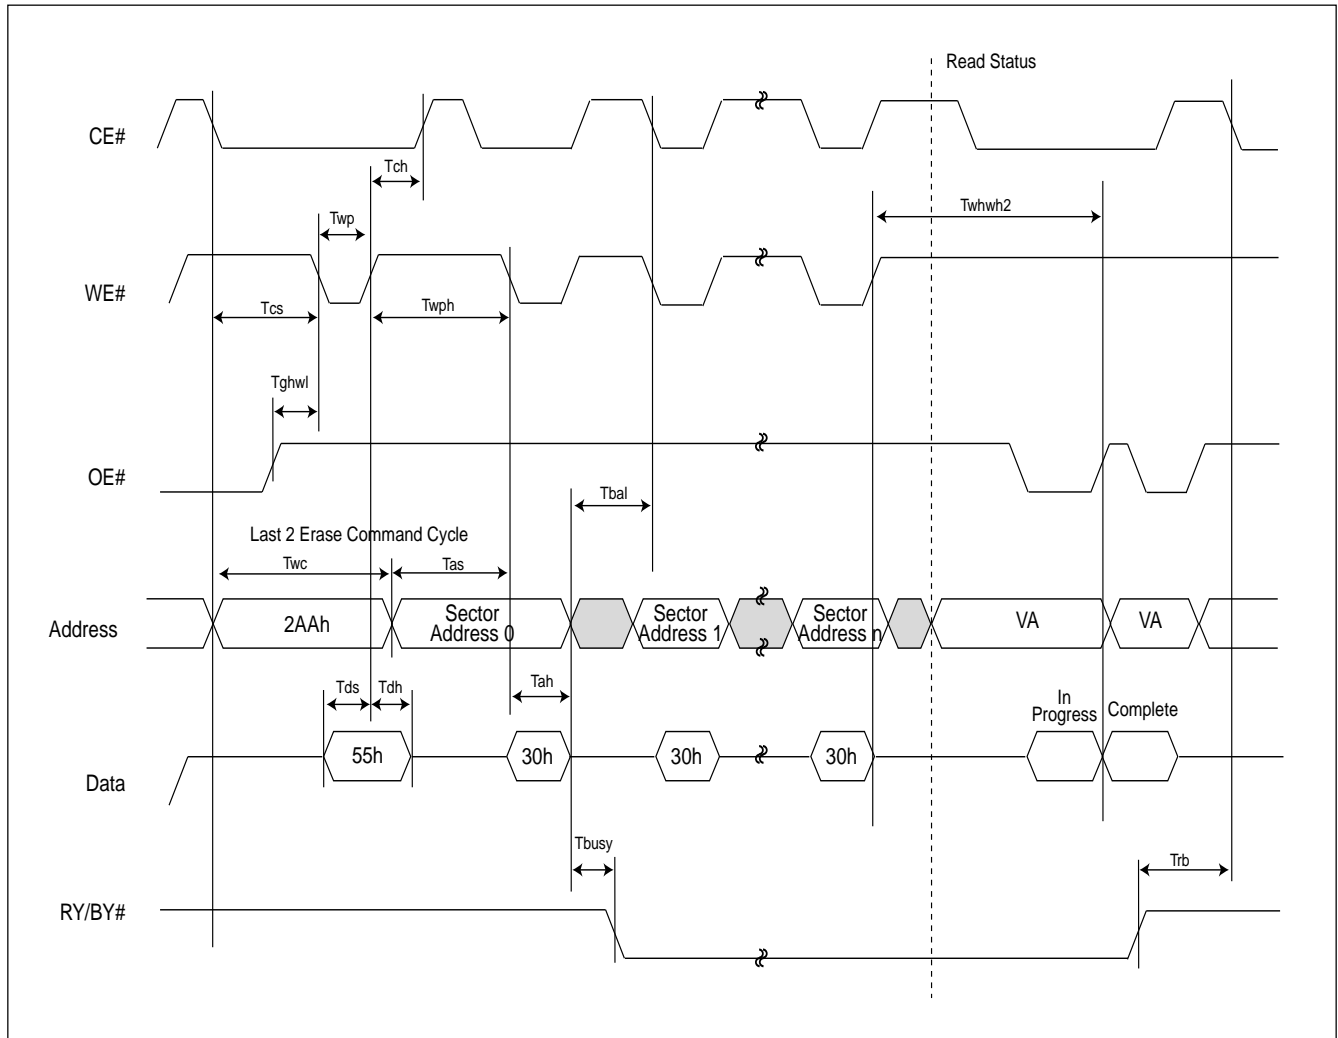 Read Status
CE#
Tch
Twp
Twhwh2
WE#
Tcs
Twph
Tghwl
OE#
Tbal
Last 2 Erase Command Cycle
Twc
Tas
Address
2AAh
Sector
Address 0
Sector
Address 1
Sector
Address n
VA
VA
Tds
Tdh
Tah
In
Progress
Complete
Data
55h
30h
30h
30h
Tbusy
Trb
RY/BY#